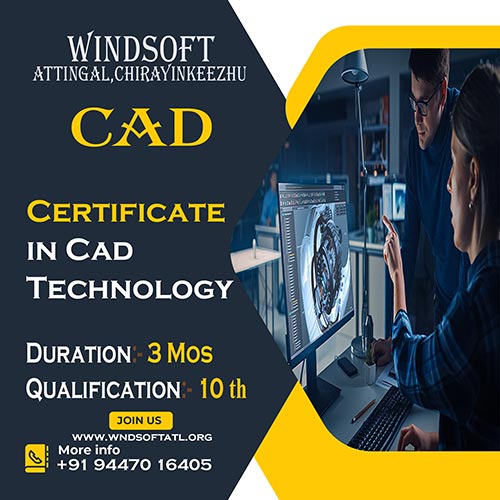 WINDSOFT
ATTINGAL,CHIRAYINKEEZHU
CAD
CERTIFICATE
IN CAD
TECHNOLOGY
DURATION:- 3 MOS
QUALIFICATION:- 10 th
JOIN US
WWW.WNDSOFTATL.ORG
More info
+91 94470 16405